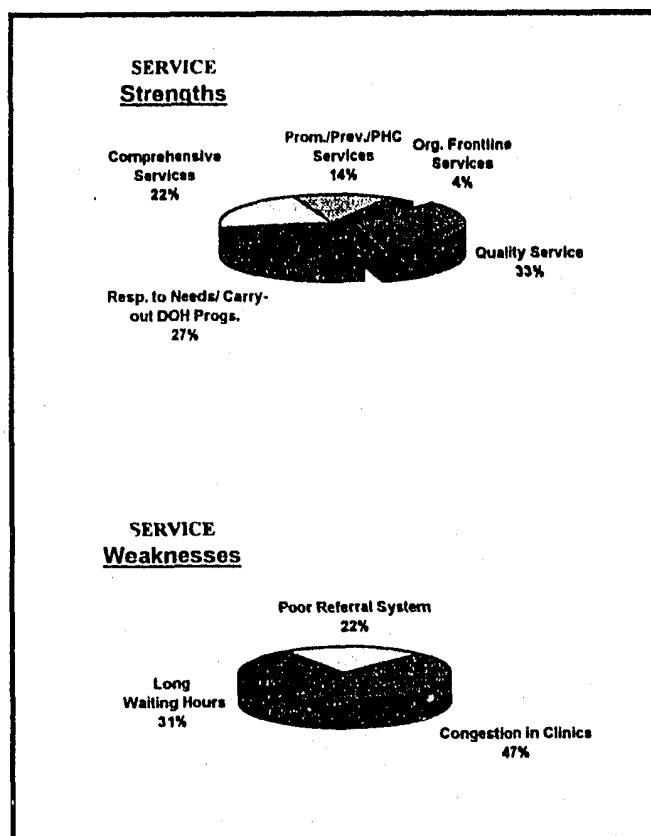 SERVICE
Strengths
Prom./Prev./PHC
Services
14%
Org. Frontline
Services
4%
Comprehensive
Services
22%
Quality Service
33%
Resp. to Needs/ Carry-
out DOH Progs.
27%
SERVICE
Weaknesses
Poor Referral System
22%
Long
Waiting Hours
31%
Congestion in Clinics
47%